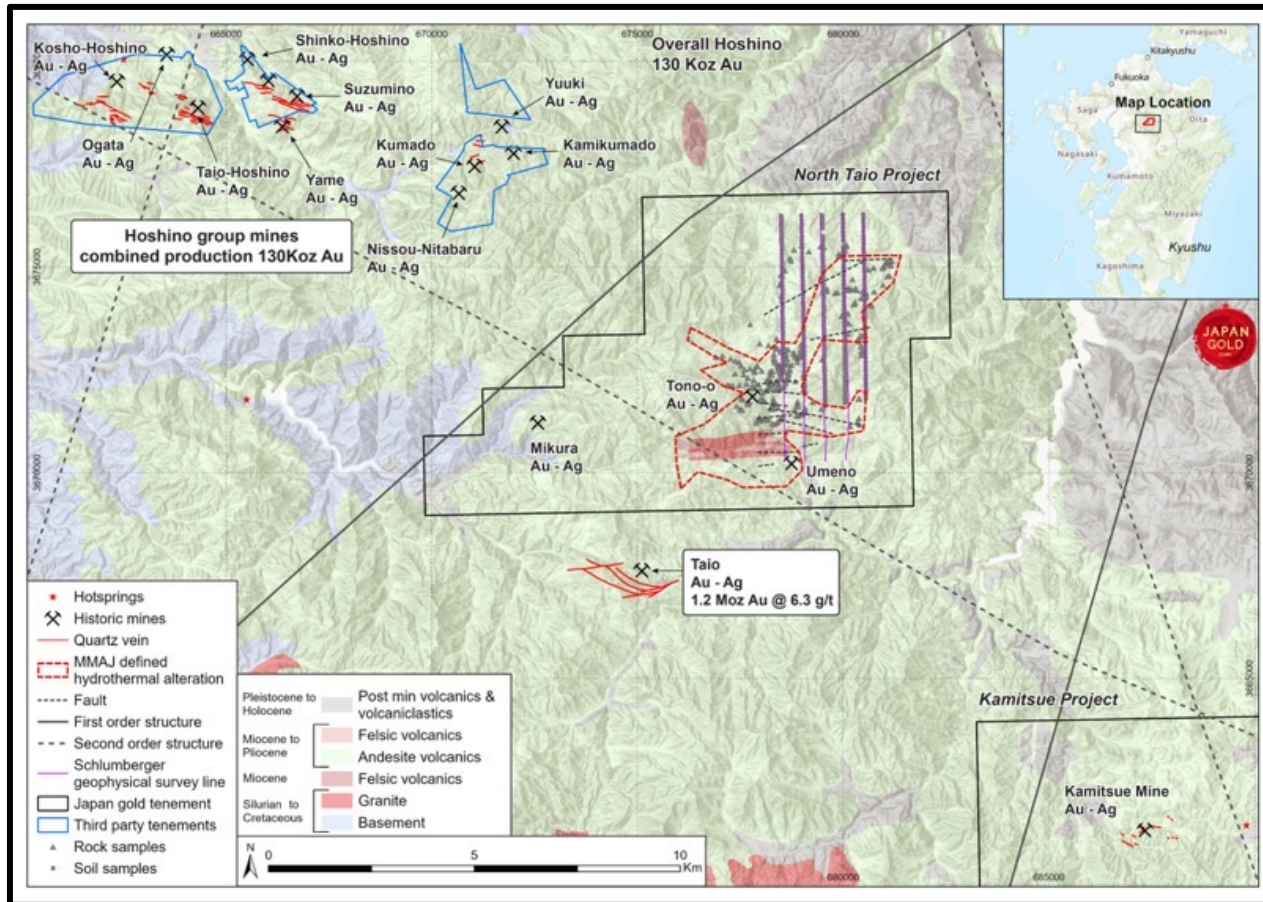 665000
670000
675000
680000
Kosho-Hoshino
Au - Ag
Shinko-Hoshino
Au - Ag
Overall Hoshino
130 Koz Au
Suzumino
Au - Ag
Yuuki
Au - Ag
Ogata
Au - Ag
Taio-Hoshino
Au - Ag
Yame
Au - Ag
Kumado
Au - Ag
Kamikumado
Au - Ag
Nissou-Nitabaru
Au - Ag
Hoshino group mines
combined production 130Koz Au
North Taio Project
Yamaguchi
Kitakyushu
Fukuoka
Map Location
Saga
Oita
Nagasaki
Kumamoto
Miyazaki
Kyushu
Kagoshima
JAPAN
GOLD
3675000
Tono-o
Au - Ag
Mikura
Au - Ag
Umeno
Au - Ag
3670000
3670000
Taio
Au - Ag
1.2 Moz Au @ 6.3 g/t
3665000
Kamitsue Project
Kamitsue Mine
Au - Ag
Hotsprings
Historic mines
Quartz vein
MMAJ defined
hydrothermal alteration
Fault
First order structure
Second order structure
Schlumberger
geophysical survey line
Japan gold tenement
Third party tenements
Rock samples
Soil samples
Pleistocene to
Holocene
Post min volcanics &
volcaniclastics
Miocene to
Pliocene
Felsic volcanics
Andesite volcanics
Miocene
Felsic volcanics
Silurian to
Cretaceous
Granite
Basement
N
0
5
10
Km
680000
685000